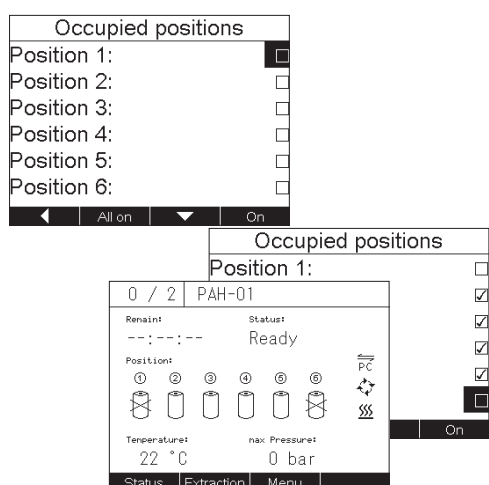 Occupied positions
Position 1:
Position 2:
Position 3:
Position 4:
Position 5:
Position 6:
All on On
Occupied positions
Position 1:
0 / 2 PAH-01
Remain: Status:
--:--:-- Ready
Position:
① ② ③ ④ ⑤ ⑥
PC
Temperature: max Pressure:
22 °C 0 bar
Status Extraction Menu
On